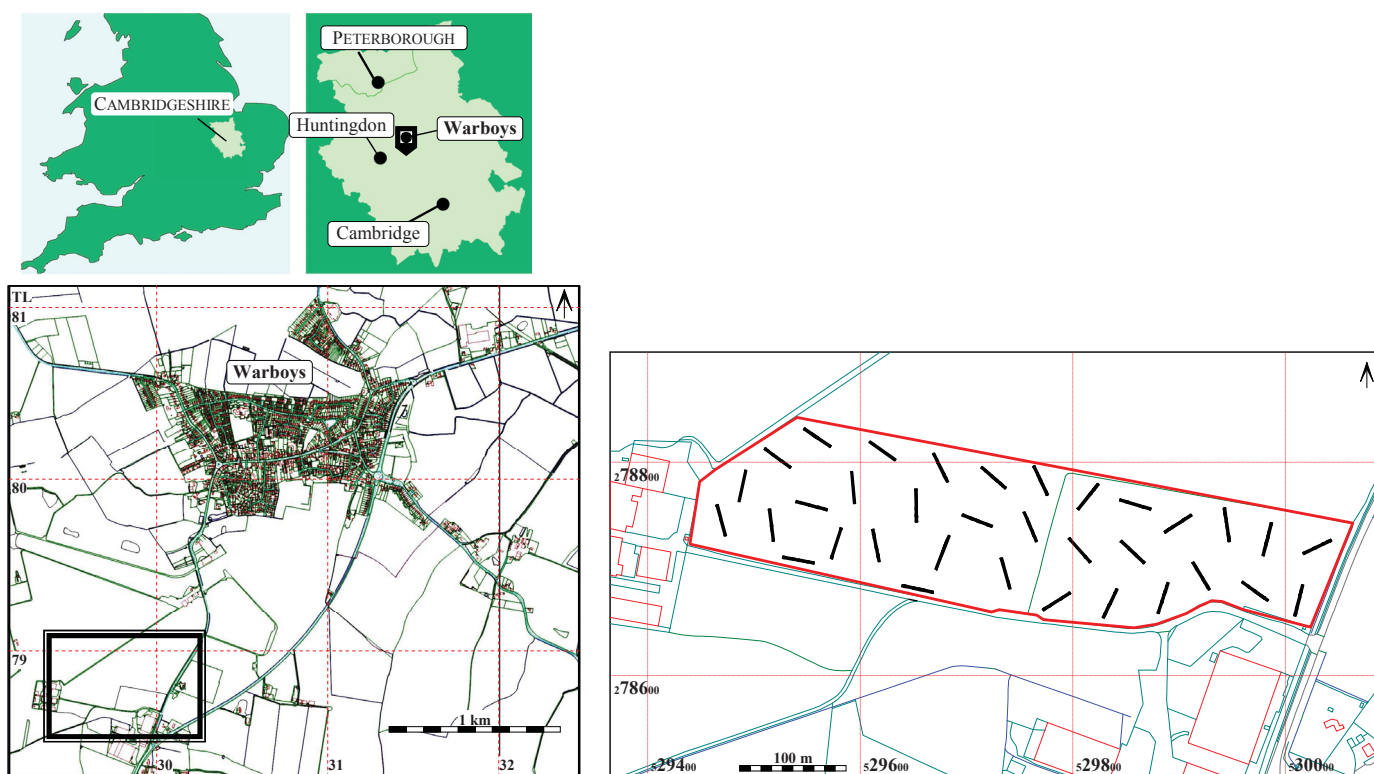 CAMBRIDGESHIRE
PETERBOROUGH
Huntingdon
Warboys
Cambridge
TL
81
Warboys
80
79
1 km
30
31
32
278800
278600
529400
100 m
529600
529800
530000